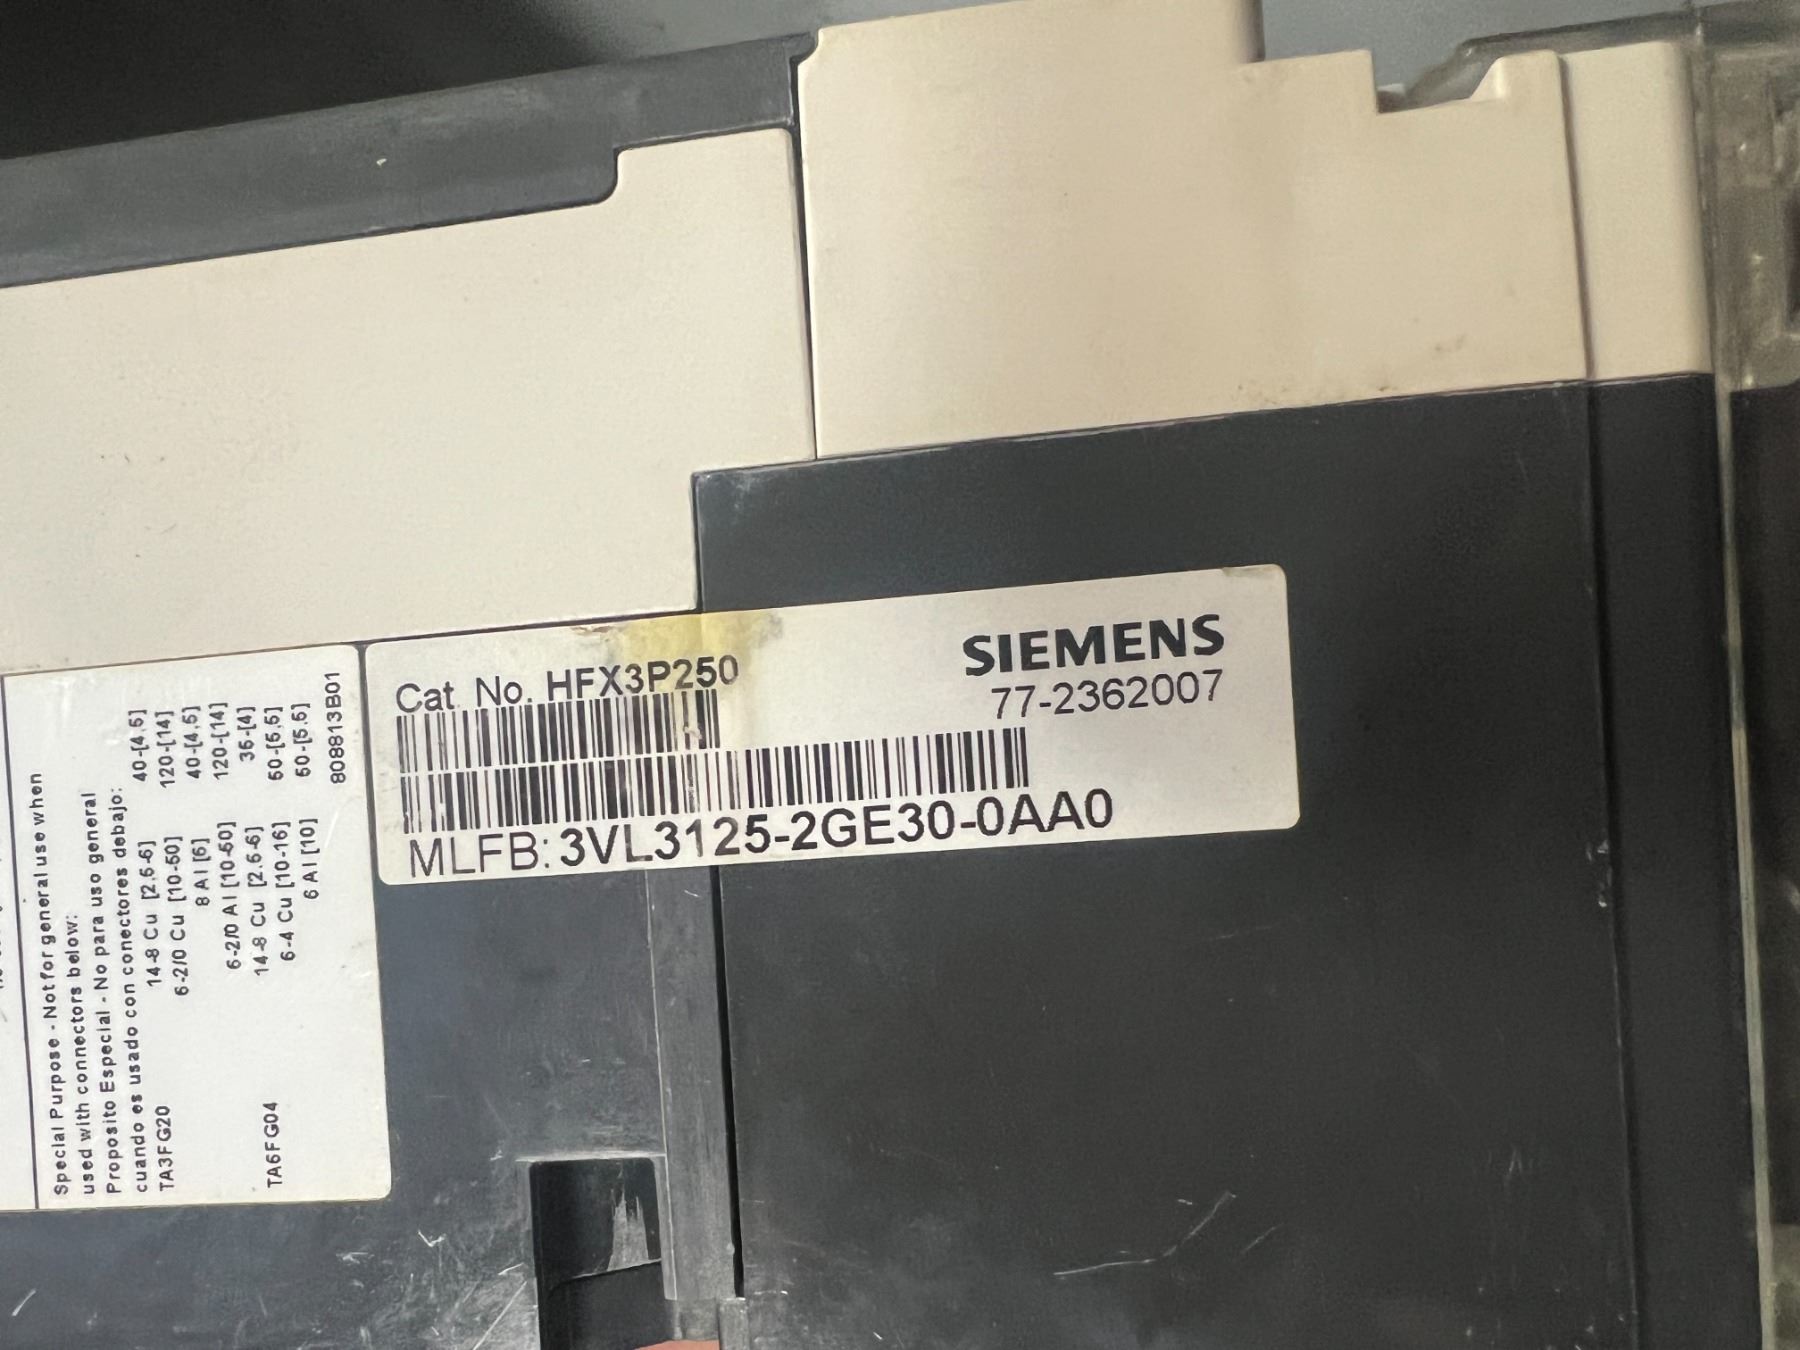 Cat No. HFX3P250
SIEMENS
77-2362007
MLFB: 3VL3125-2GE30-0AA0
Special Purpose - Not for general use when
used with connectors below:
Proposito Especial - No para uso general
cuando es usado con conectores debajo:
TA3FG20 14-8 Cu [2,5-6] 40-[4,5]
6-2/0 Cu [10-50] 120-[14]
8 Al [6] 40-[4,5]
6-2/0 Al [10-50] 120-[14]
TA6FG04 14-8 Cu [2,5-6] 36-[4]
6-4 Cu [10-16] 50-[5,5]
6 Al [10] 50-[5,5]
808813B01